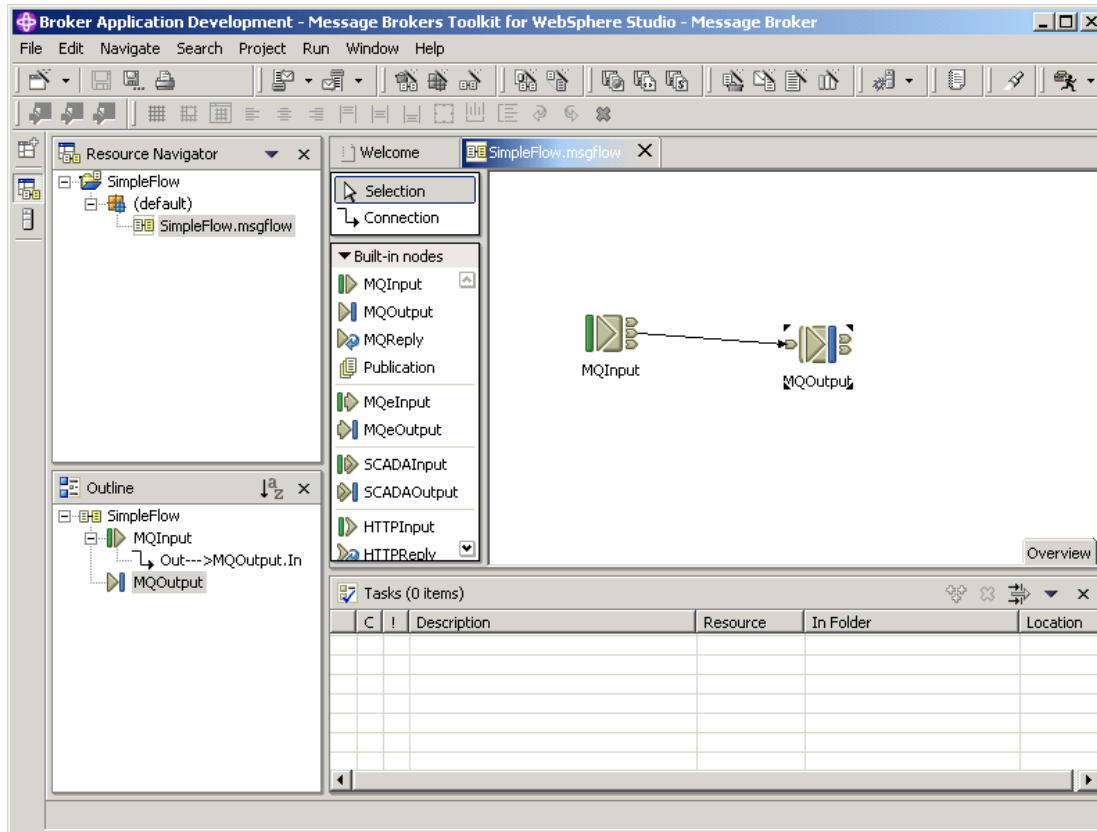 Broker Application Development - Message Brokers Toolkit for WebSphere Studio - Message Broker
File Edit Navigate Search Project Run Window Help
Resource Navigator
SimpleFlow
(default)
SimpleFlow.msgflow
Welcome
SimpleFlow.msgflow
Selection
Connection
Built-in nodes
MQInput
MQOutput
MQReply
Publication
MQeInput
MQeOutput
SCADAInput
SCADAOutput
HTTPInput
HTTPReply
MQInput
MQOutput
Overview
Outline
SimpleFlow
MQInput
Out--->MQOutput.In
MQOutput
Tasks (0 items)
C ! Description Resource In Folder Location